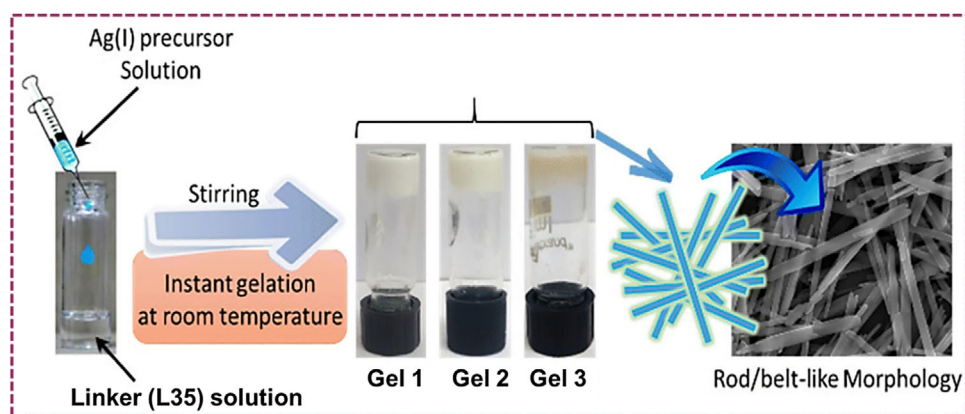 Ag(I) precursor
Solution
Stirring
Instant gelation
at room temperature
Linker (L35) solution
Gel 1
Gel 2
Gel 3
Rod/belt-like Morphology